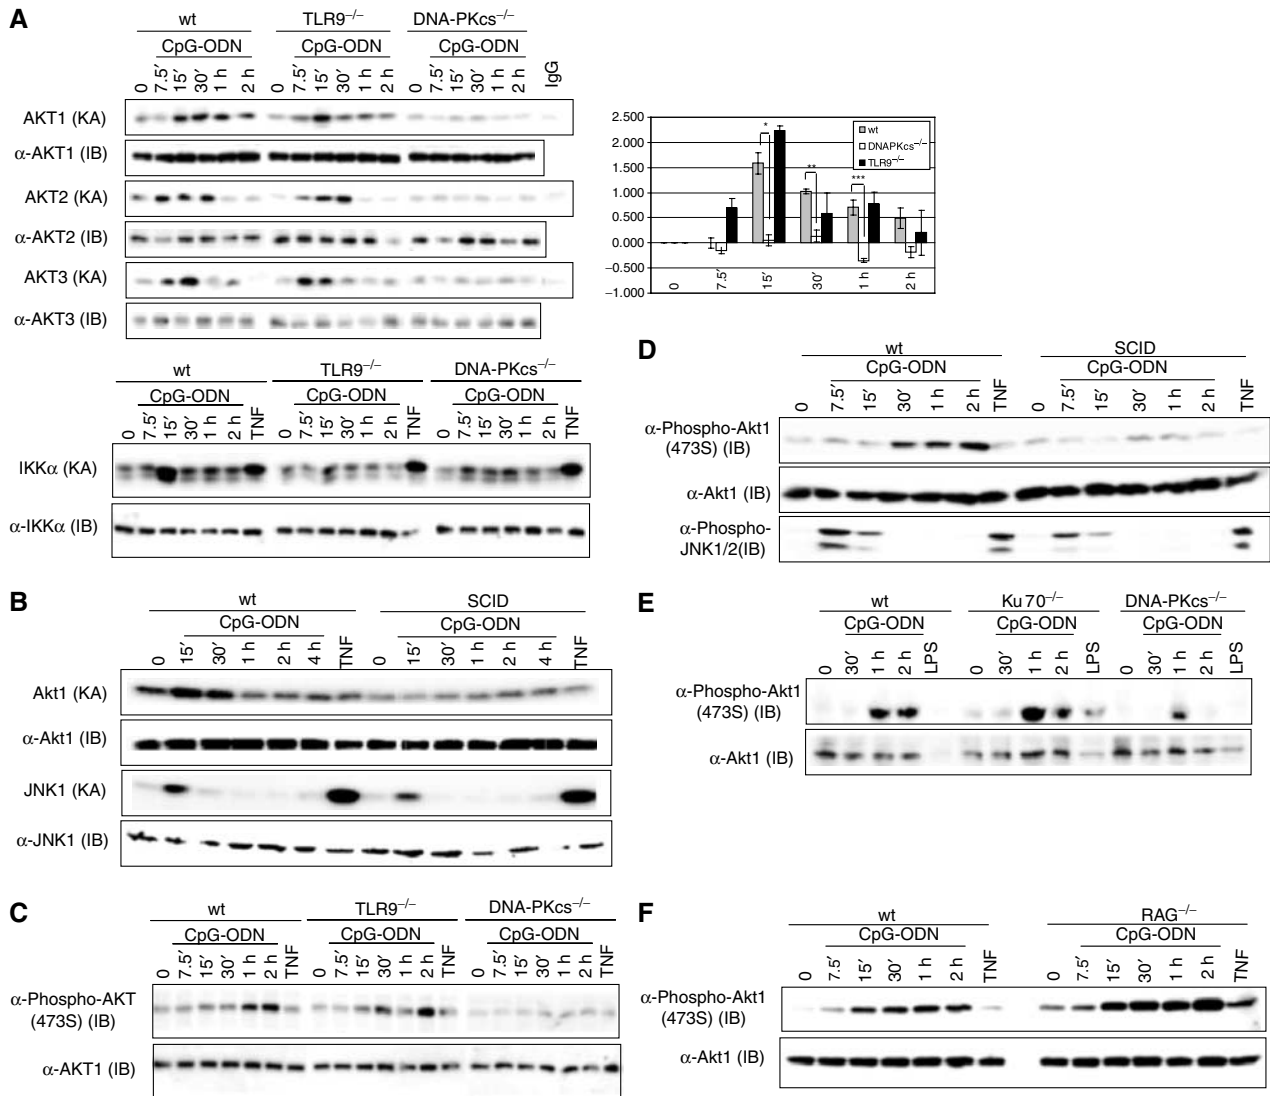 A
wt TLR9−/− DNA-PKcs−/−
CpG-ODN CpG-ODN CpG-ODN
0 7.5′ 15′ 30′ 1 h 2 h 0 7.5′ 15′ 30′ 1 h 2 h 0 7.5′ 15′ 30′ 1 h 2 h IgG
AKT1 (KA)
α-AKT1 (IB)
AKT2 (KA)
α-AKT2 (IB)
AKT3 (KA)
α-AKT3 (IB)
2.500
2.000
1.500
1.000
0.500
0.000
−0.500
−1.000
* ** ***
wt
DNAPKcs−/−
TLR9−/−
0 7.5′ 15′ 30′ 1 h 2 h
wt TLR9−/− DNA-PKcs−/−
CpG-ODN CpG-ODN CpG-ODN
0 7.5′ 15′ 30′ 1 h 2 h TNF 0 7.5′ 15′ 30′ 1 h 2 h TNF 0 7.5′ 15′ 30′ 1 h 2 h TNF
IKKα (KA)
α-IKKα (IB)
B
wt SCID
CpG-ODN CpG-ODN
0 15′ 30′ 1 h 2 h 4 h TNF 0 15′ 30′ 1 h 2 h 4 h TNF
Akt1 (KA)
α-Akt1 (IB)
JNK1 (KA)
α-JNK1 (IB)
C
wt TLR9−/− DNA-PKcs−/−
CpG-ODN CpG-ODN CpG-ODN
0 7.5′ 15′ 30′ 1 h 2 h TNF 0 7.5′ 15′ 30′ 1 h 2 h TNF 0 7.5′ 15′ 30′ 1 h 2 h TNF
α-Phospho-AKT
(473S) (IB)
α-AKT1 (IB)
D
wt SCID
CpG-ODN CpG-ODN
0 7.5′ 15′ 30′ 1 h 2 h TNF 0 7.5′ 15′ 30′ 1 h 2 h TNF
α-Phospho-Akt1
(473S) (IB)
α-Akt1 (IB)
α-Phospho-
JNK1/2(IB)
E
wt Ku 70−/− DNA-PKcs−/−
CpG-ODN CpG-ODN CpG-ODN
0 30′ 1 h 2 h LPS 0 30′ 1 h 2 h LPS 0 30′ 1 h 2 h LPS
α-Phospho-Akt1
(473S) (IB)
α-Akt1 (IB)
F
wt RAG−/−
CpG-ODN CpG-ODN
0 7.5′ 15′ 30′ 1 h 2 h TNF 0 7.5′ 15′ 30′ 1 h 2 h TNF
α-Phospho-Akt1
(473S) (IB)
α-Akt1 (IB)